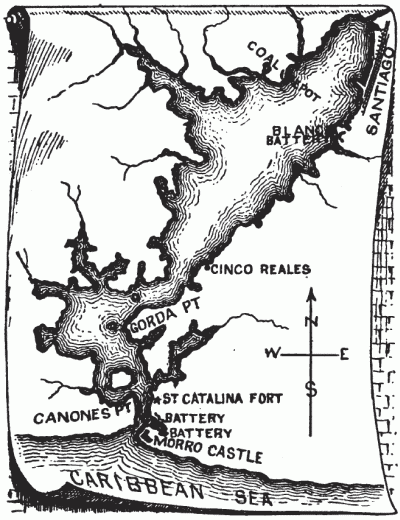 COAL
POT
SANTIAGO
BLANCO
BATTERY
CINCO REALES
GORDA PT
N
W E
S
ST CATALINA FORT
CANONES PT
BATTERY
BATTERY
MORRO CASTLE
CARIBBEAN SEA